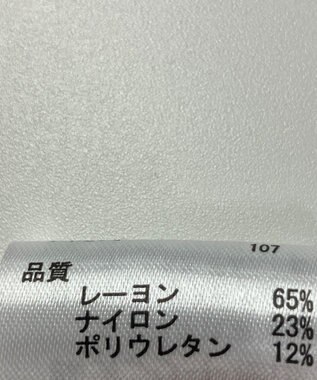 107
品質
レーヨン 65%
ナイロン 23%
ポリウレタン 12%